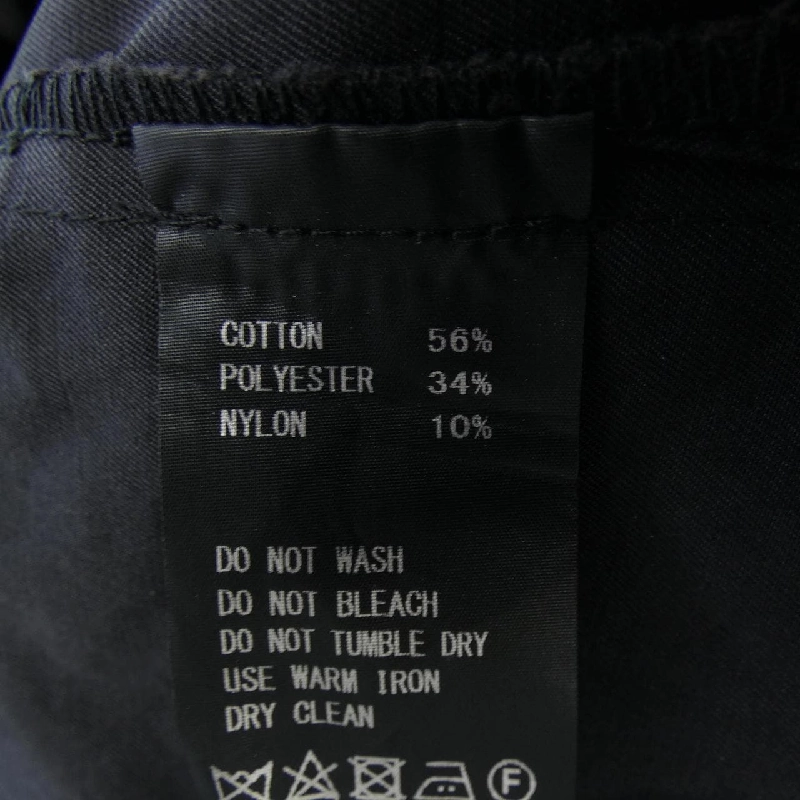 COTTON 56%
POLYESTER 34%
NYLON 10%
DO NOT WASH
DO NOT BLEACH
DO NOT TUMBLE DRY
USE WARM IRON
DRY CLEAN
F